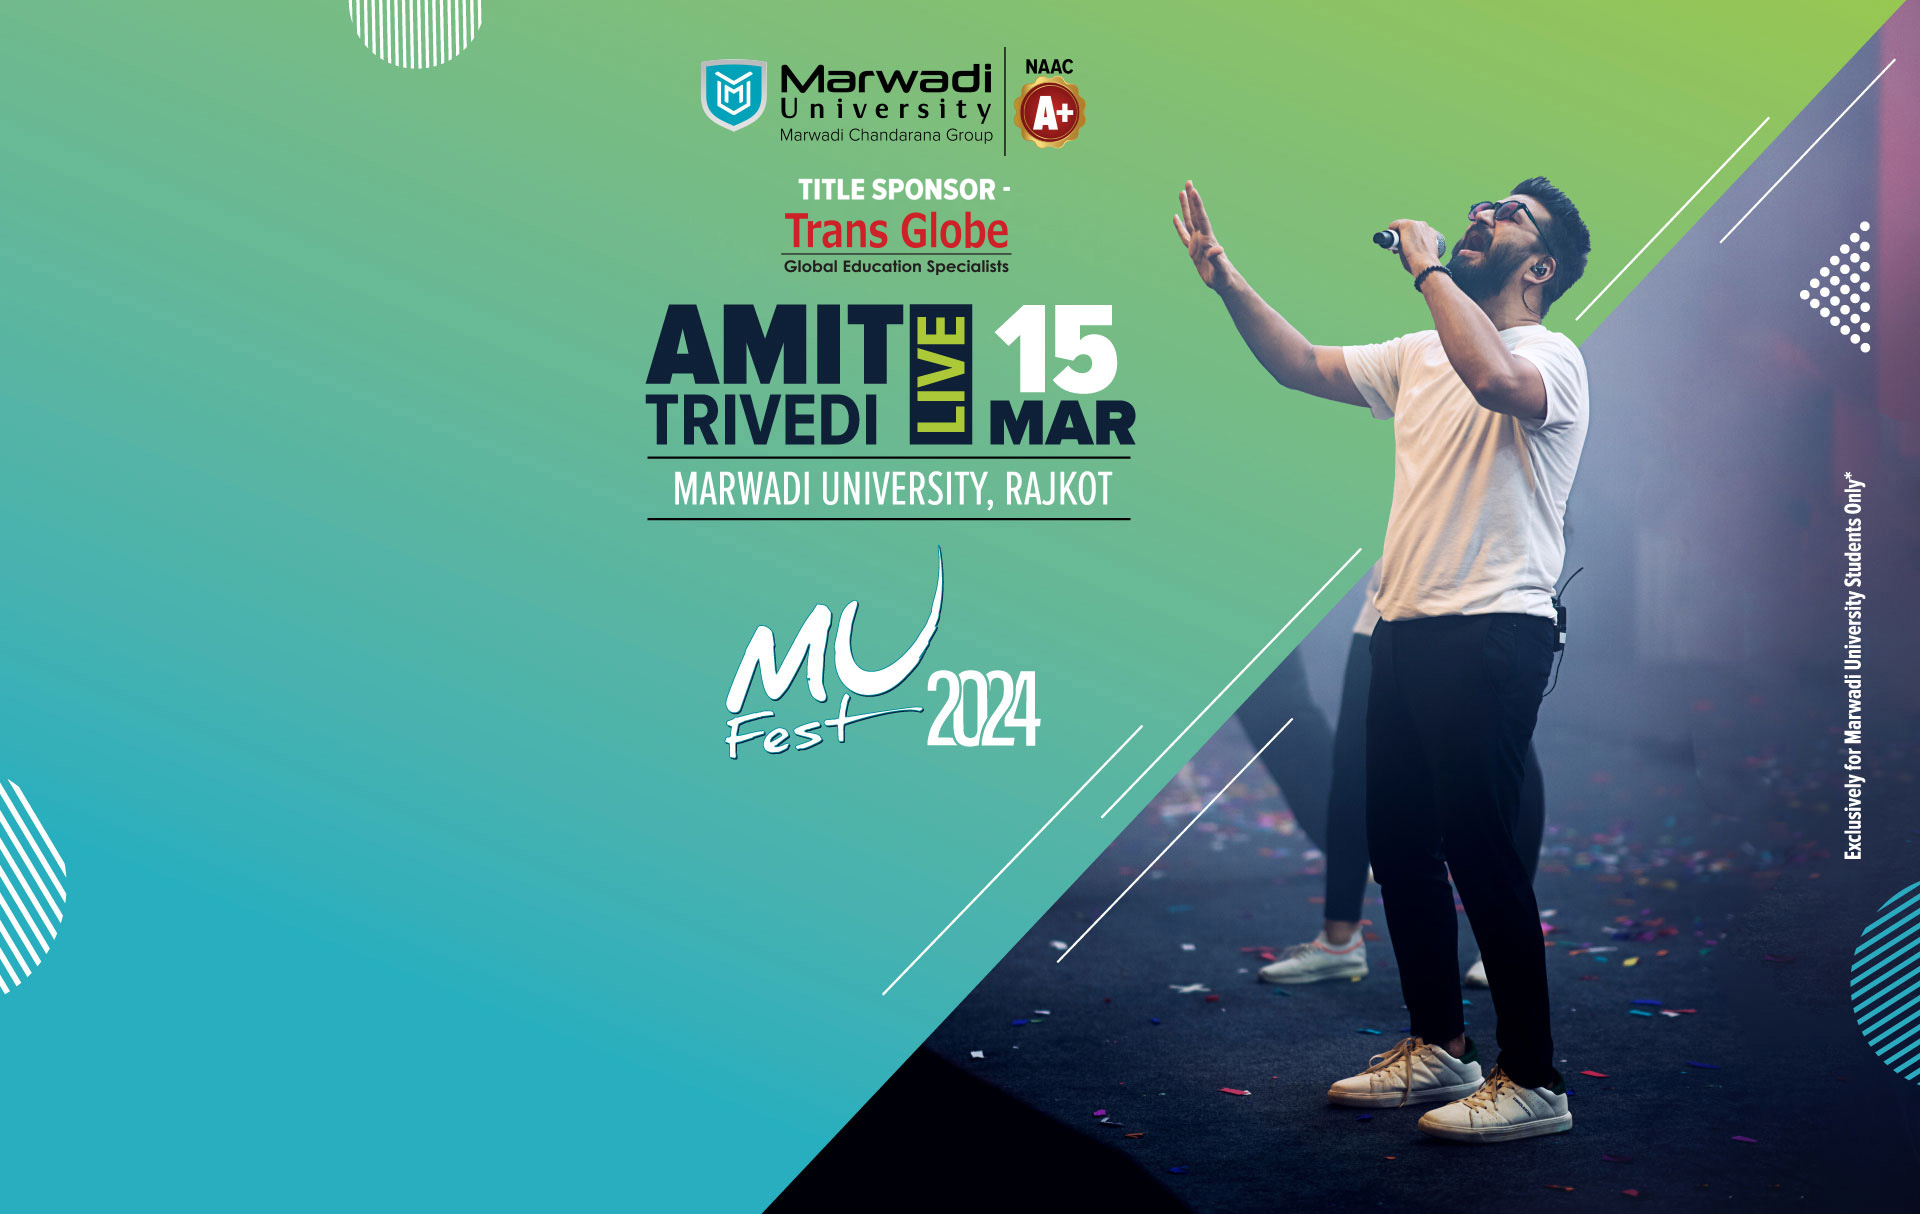 Marwadi
University
Marwadi Chandarana Group
NAAC
A+
TITLE SPONSOR -
Trans Globe
Global Education Specialists
AMIT
TRIVEDI
LIVE
15
MAR
MARWADI UNIVERSITY, RAJKOT
MU
Fest 2024
Exclusively for Marwadi University Students Only*